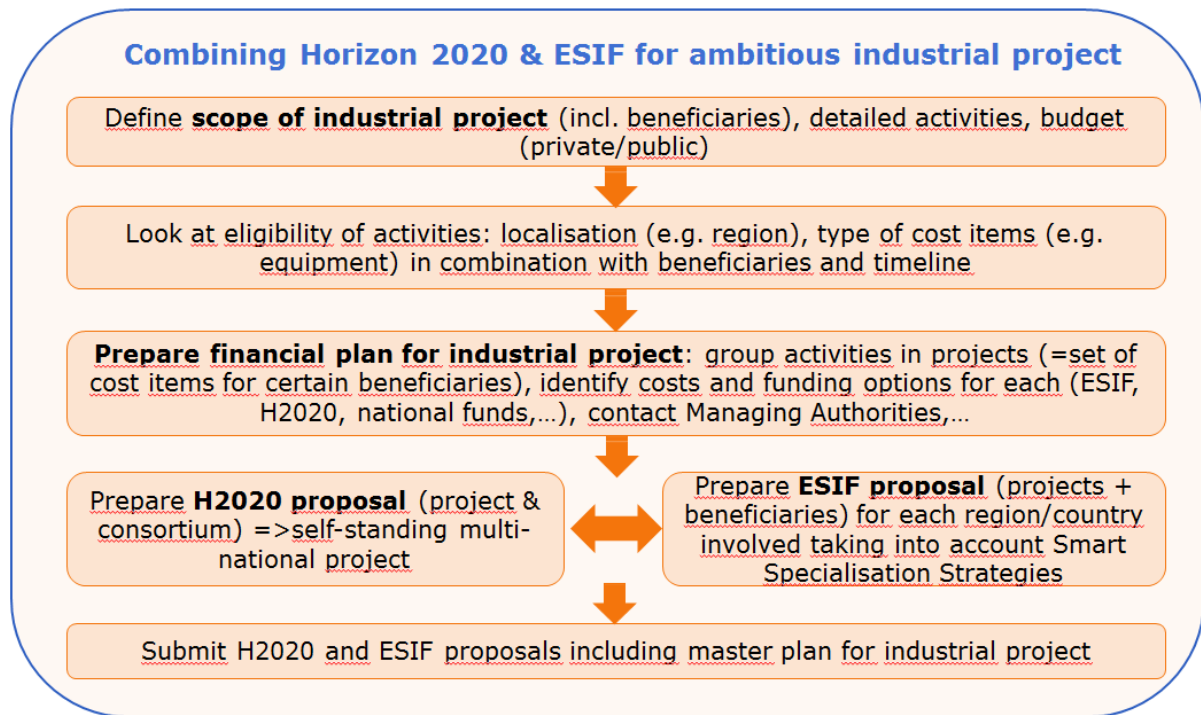 Combining Horizon 2020 & ESIF for ambitious industrial project
Define scope of industrial project (incl. beneficiaries), detailed activities, budget
(private/public)
Look at eligibility of activities: localisation (e.g. region), type of cost items (e.g.
equipment) in combination with beneficiaries and timeline
Prepare financial plan for industrial project: group activities in projects (=set of
cost items for certain beneficiaries), identify costs and funding options for each (ESIF,
H2020, national funds,...), contact Managing Authorities,...
Prepare H2020 proposal (project &
consortium) =>self-standing multi-
national project
Prepare ESIF proposal (projects +
beneficiaries) for each region/country
involved taking into account Smart
Specialisation Strategies
Submit H2020 and ESIF proposals including master plan for industrial project